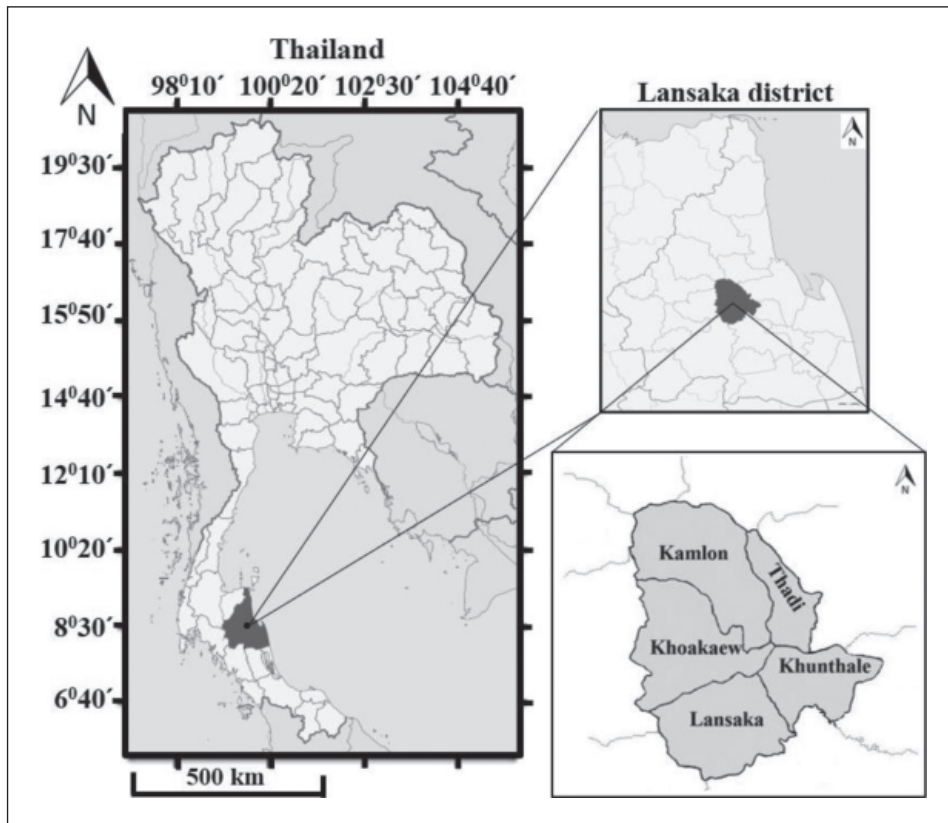 Thailand
98⁰10´ 100⁰20´ 102⁰30´ 104⁰40´
N
19⁰30´
17⁰40´
15⁰50´
14⁰40´
12⁰10´
10⁰20´
8⁰30´
6⁰40´
500 km
Lansaka district
N
N
Kamlon
Thadi
Khoakaew
Khunthale
Lansaka